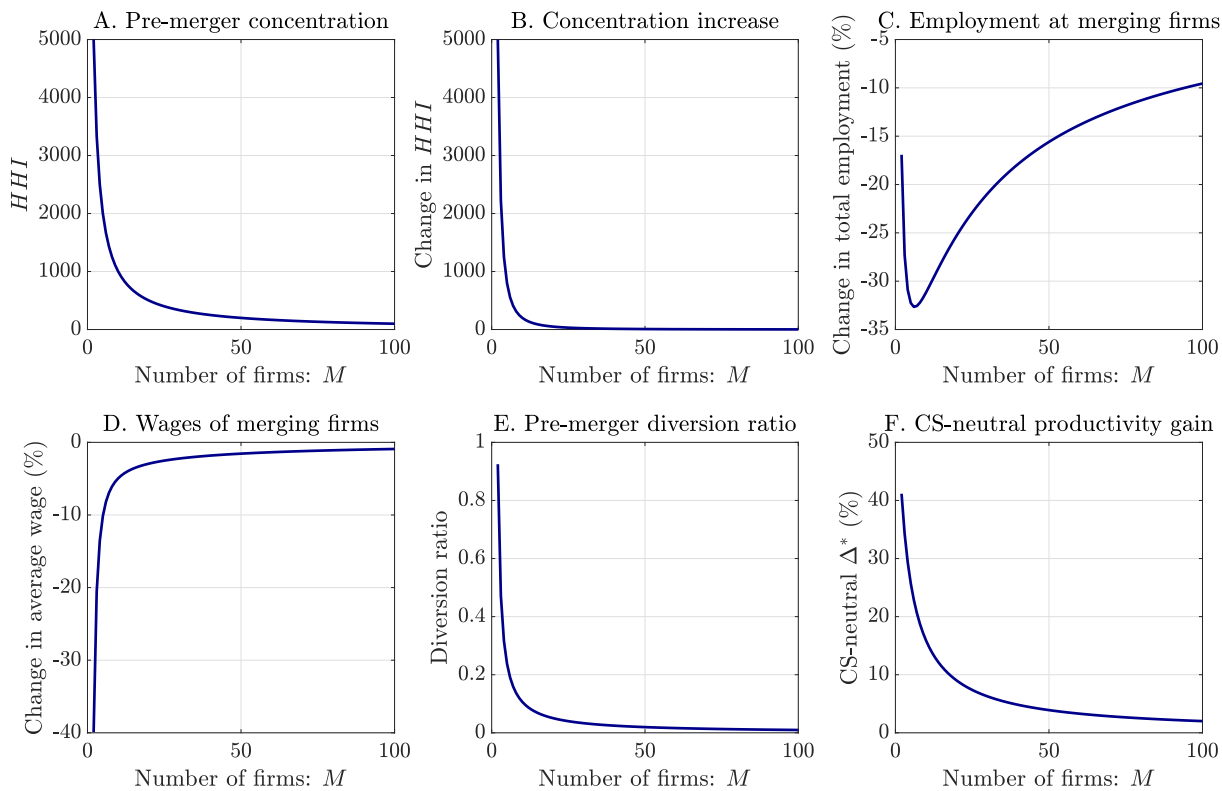 A. Pre-merger concentration
5000
4000
3000
2000
1000
0
HHI
0 50 100
Number of firms: M
B. Concentration increase
5000
4000
3000
2000
1000
0
Change in HHI
0 50 100
Number of firms: M
C. Employment at merging firms
-5
-10
-15
-20
-25
-30
-35
Change in total employment (%)
0 50 100
Number of firms: M
D. Wages of merging firms
0
-10
-20
-30
-40
Change in average wage (%)
0 50 100
Number of firms: M
E. Pre-merger diversion ratio
1
0.8
0.6
0.4
0.2
0
Diversion ratio
0 50 100
Number of firms: M
F. CS-neutral productivity gain
50
40
30
20
10
0
CS-neutral Δ* (%)
0 50 100
Number of firms: M